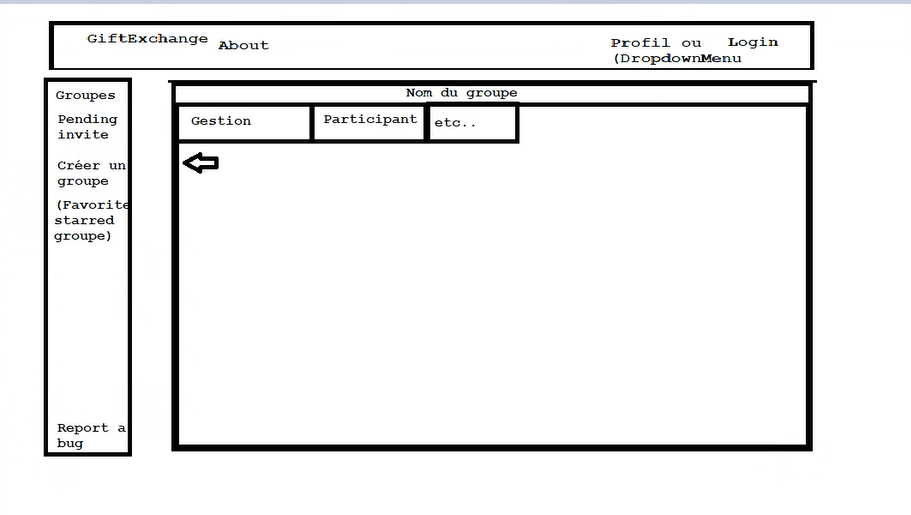 GiftExchange About
Profil ou Login
(DropdownMenu
Groupes
Pending
invite
Créer un
groupe
(Favorite
starred
groupe)
Report a
bug
Nom du groupe
Gestion Participant etc..